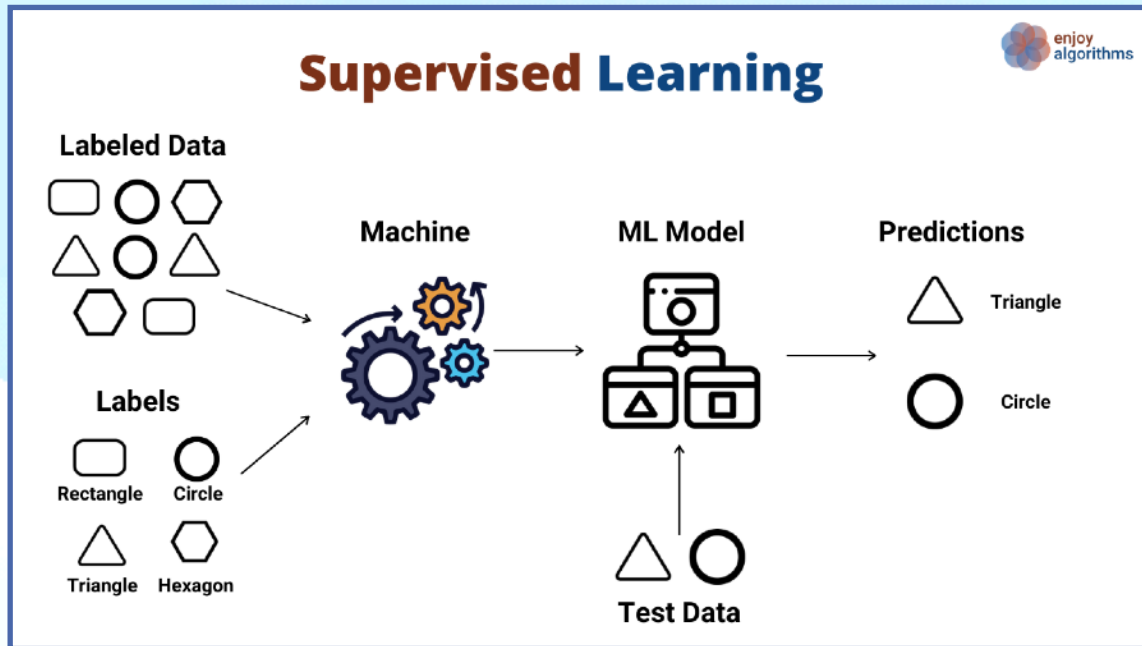 enjoy
algorithms
Supervised Learning
Labeled Data
Machine
ML Model
Predictions
Triangle
Circle
Labels
Rectangle Circle
Triangle Hexagon
Test Data